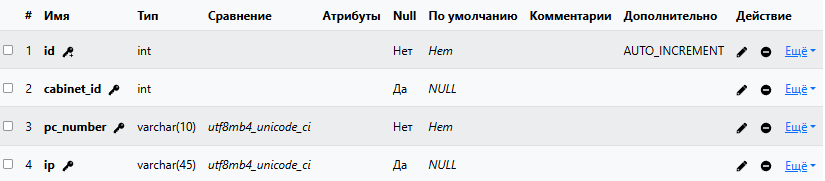 # Имя Тип Сравнение Атрибуты Null По умолчанию Комментарии Дополнительно Действие
1 id int Нет Нет AUTO_INCREMENT Ещё
2 cabinet_id int Да NULL Ещё
3 pc_number varchar(10) utf8mb4_unicode_ci Нет Нет Ещё
4 ip varchar(45) utf8mb4_unicode_ci Да NULL Ещё